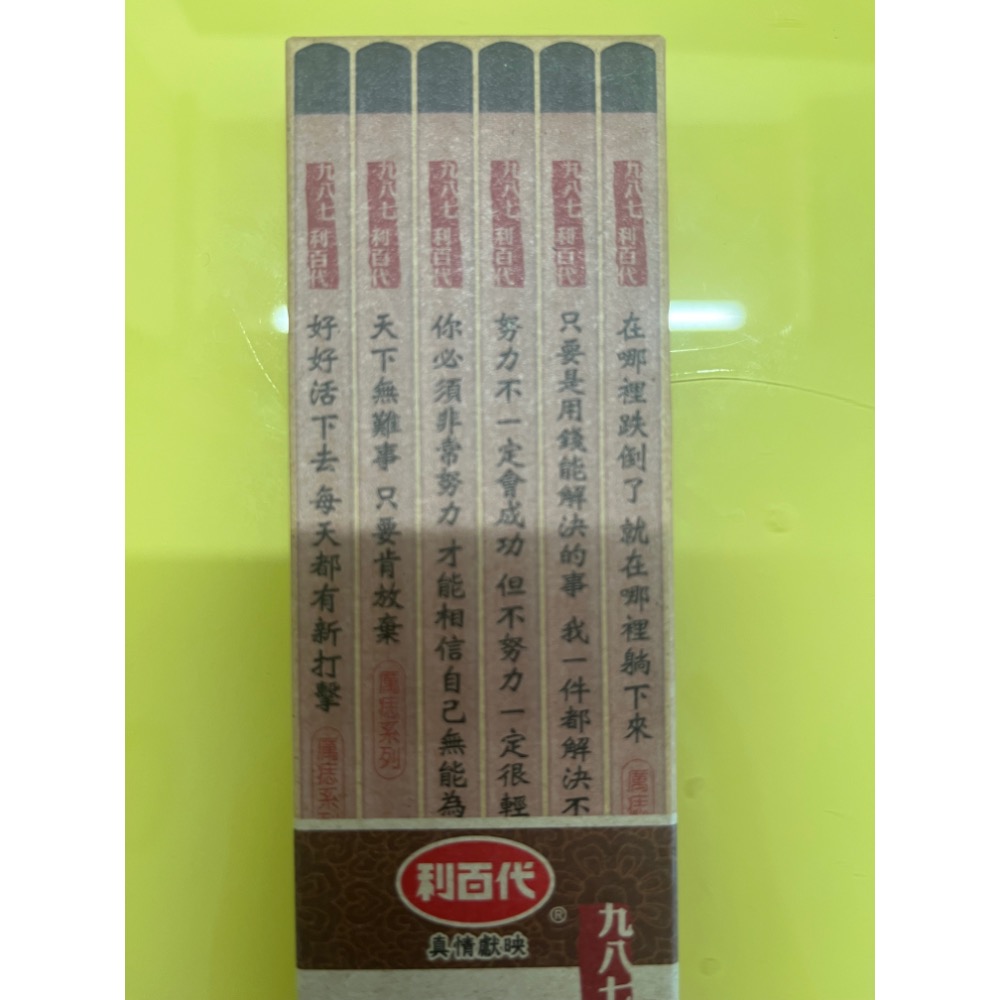 九八七 利百代
在哪裡跌倒了 就在哪裡躺下來
九八七 利百代
只要是用錢能解決的事 我一件都解決不
九八七 利百代
努力不一定會成功 但不努力一定很輕
九八七 利百代
你必須非常努力 才能相信自己無能為
九八七 利百代
天下無難事 只要肯放棄
系列
九八七 利百代
好好活下去 每天都有新打擊
利百代®
真情獻映
九八七